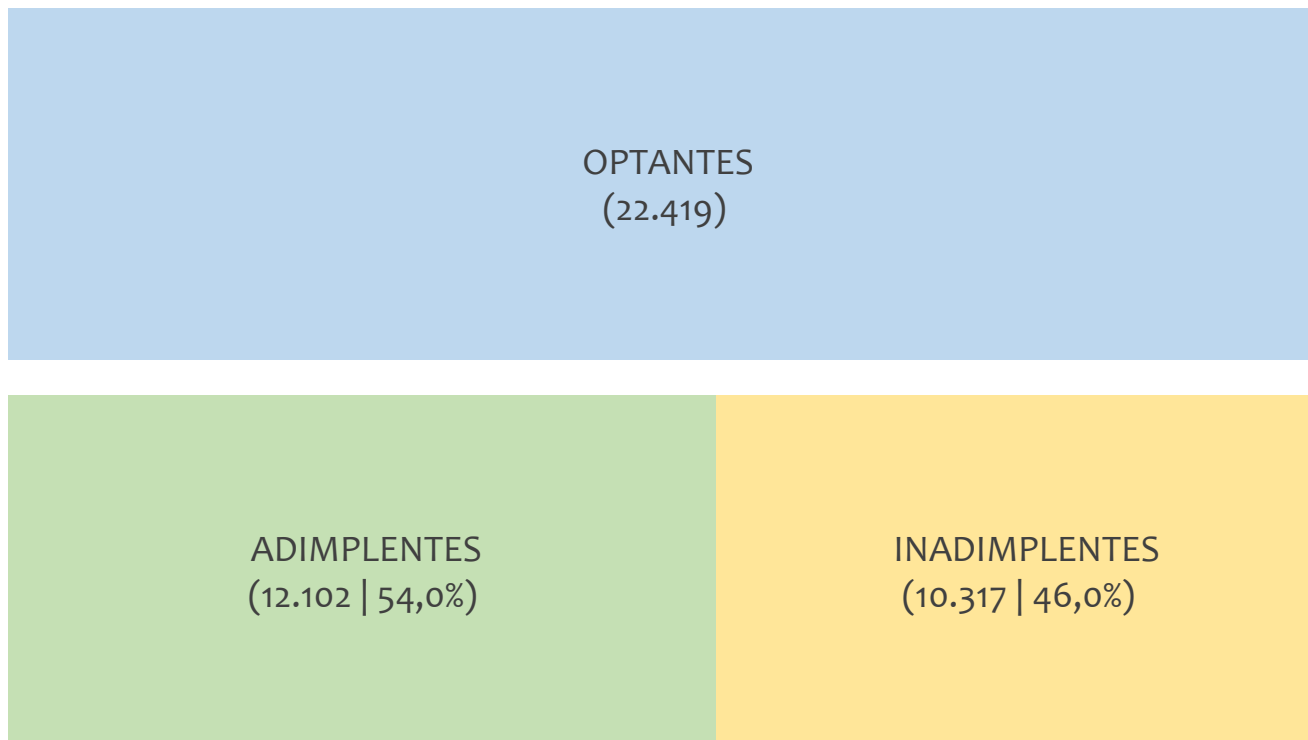 OPTANTES
(22.419)
ADIMPLENTES
(12.102 | 54,0%)
INADIMPLENTES
(10.317 | 46,0%)